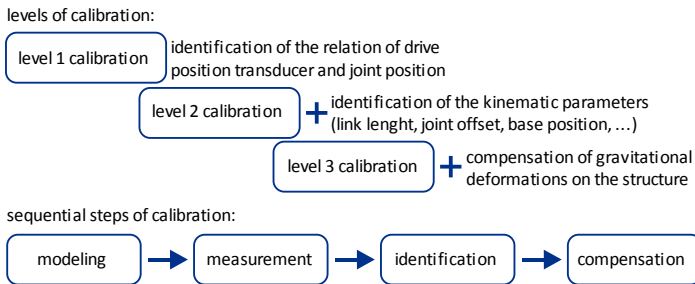 levels of calibration:
level 1 calibration
identification of the relation of drive
position transducer and joint position
level 2 calibration
identification of the kinematic parameters
(link lenght, joint offset, base position, …)
level 3 calibration
compensation of gravitational
deformations on the structure
sequential steps of calibration:
modeling measurement identification compensation